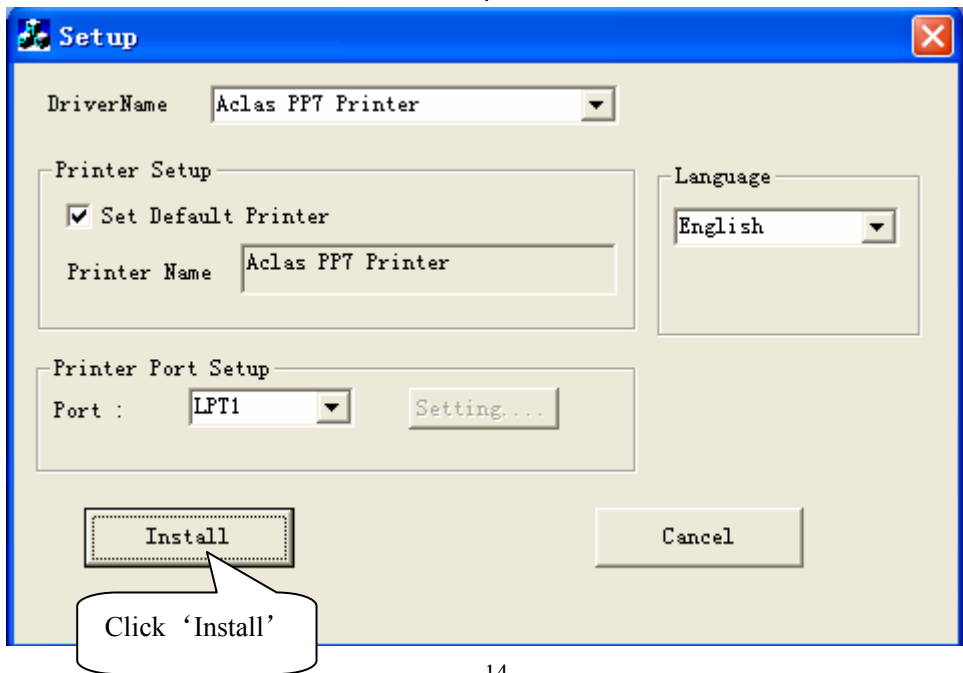 Setup
DriverName Aclas PP7 Printer
Printer Setup
Set Default Printer
Printer Name Aclas PP7 Printer
Language
English
Printer Port Setup
Port : LPT1 Setting....
Install Cancel
Click ‘Install’